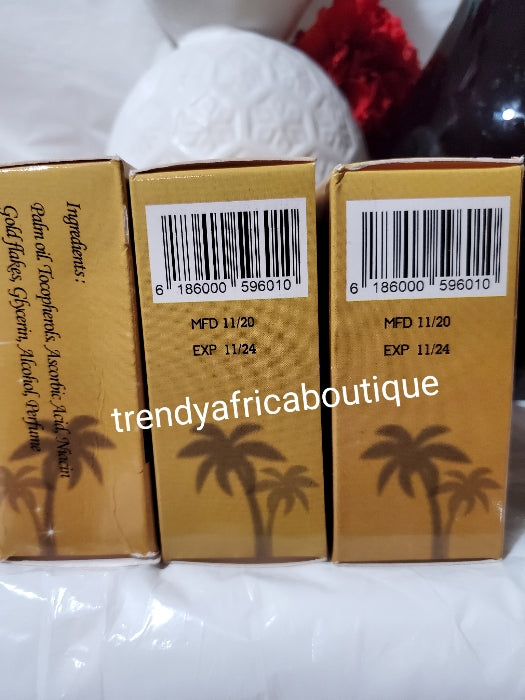 Ingredients:
Palm oil, Tocopherols, Ascorbic Acid, Niacin
Gold flakes, Glycerin, Alcohol, Perfume
6 186000 596010
MFD 11/20
EXP 11/24
6 186000 596010
MFD 11/20
EXP 11/24
trendyafricaboutique